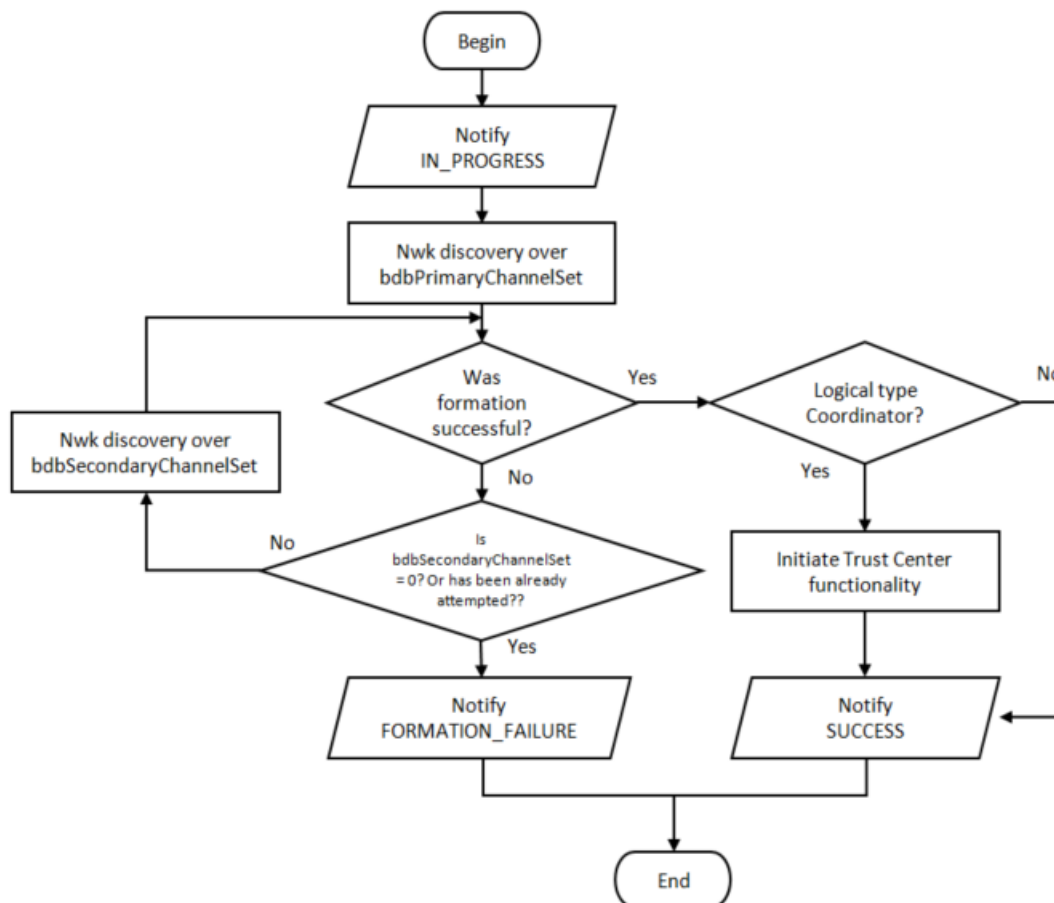 Begin
Notify
IN_PROGRESS
Nwk discovery over
bdbPrimaryChannelSet
Was
formation
successful?
Yes
Logical type
Coordinator?
No
Nwk discovery over
bdbSecondaryChannelSet
No
Yes
No
Is
bdbSecondaryChannelSet
= 0? Or has been already
attempted??
Initiate Trust Center
functionality
Yes
Notify
FORMATION_FAILURE
Notify
SUCCESS
End